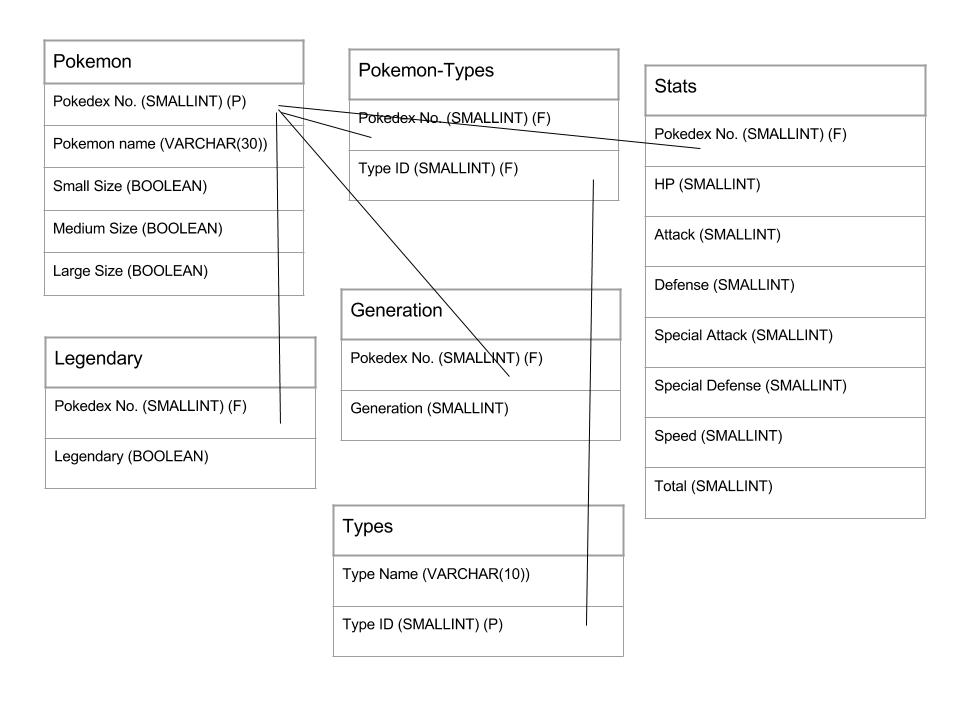 Pokemon
Pokedex No. (SMALLINT) (P)
Pokemon name (VARCHAR(30))
Small Size (BOOLEAN)
Medium Size (BOOLEAN)
Large Size (BOOLEAN)
Pokemon-Types
Pokedex No. (SMALLINT) (F)
Type ID (SMALLINT) (F)
Stats
Pokedex No. (SMALLINT) (F)
HP (SMALLINT)
Attack (SMALLINT)
Defense (SMALLINT)
Special Attack (SMALLINT)
Special Defense (SMALLINT)
Speed (SMALLINT)
Total (SMALLINT)
Legendary
Pokedex No. (SMALLINT) (F)
Legendary (BOOLEAN)
Generation
Pokedex No. (SMALLINT) (F)
Generation (SMALLINT)
Types
Type Name (VARCHAR(10))
Type ID (SMALLINT) (P)